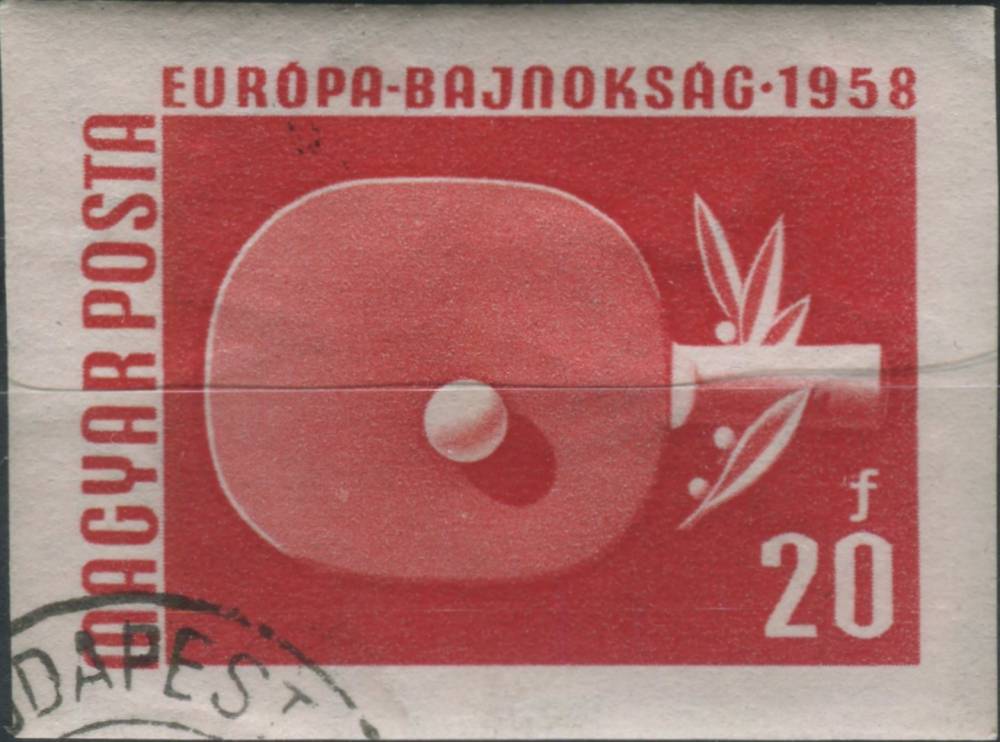 EURÓPA-BAJNOKSÁG·1958
MAGYAR POSTA
f
20
DAPEST